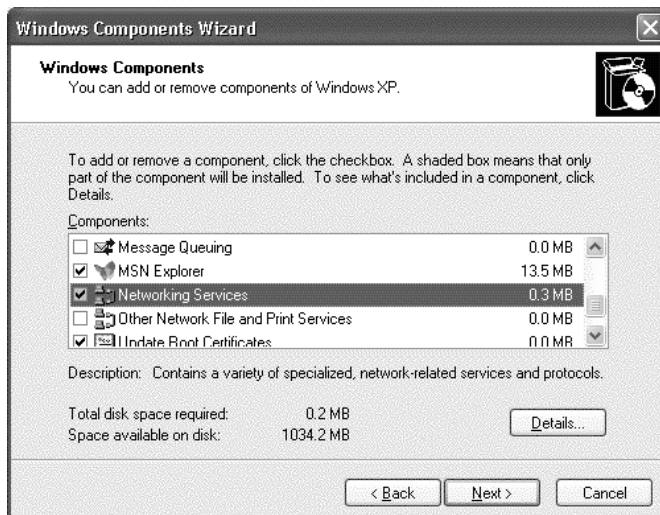 Windows Components Wizard
Windows Components
You can add or remove components of Windows XP.
To add or remove a component, click the checkbox. A shaded box means that only
part of the component will be installed. To see what's included in a component, click
Details.
Components:
Message Queuing 0.0 MB
MSN Explorer 13.5 MB
Networking Services 0.3 MB
Other Network File and Print Services 0.0 MB
Update Root Certificates 0.0 MB
Description: Contains a variety of specialized, network-related services and protocols.
Total disk space required: 0.2 MB
Space available on disk: 1034.2 MB
Details...
< Back Next > Cancel